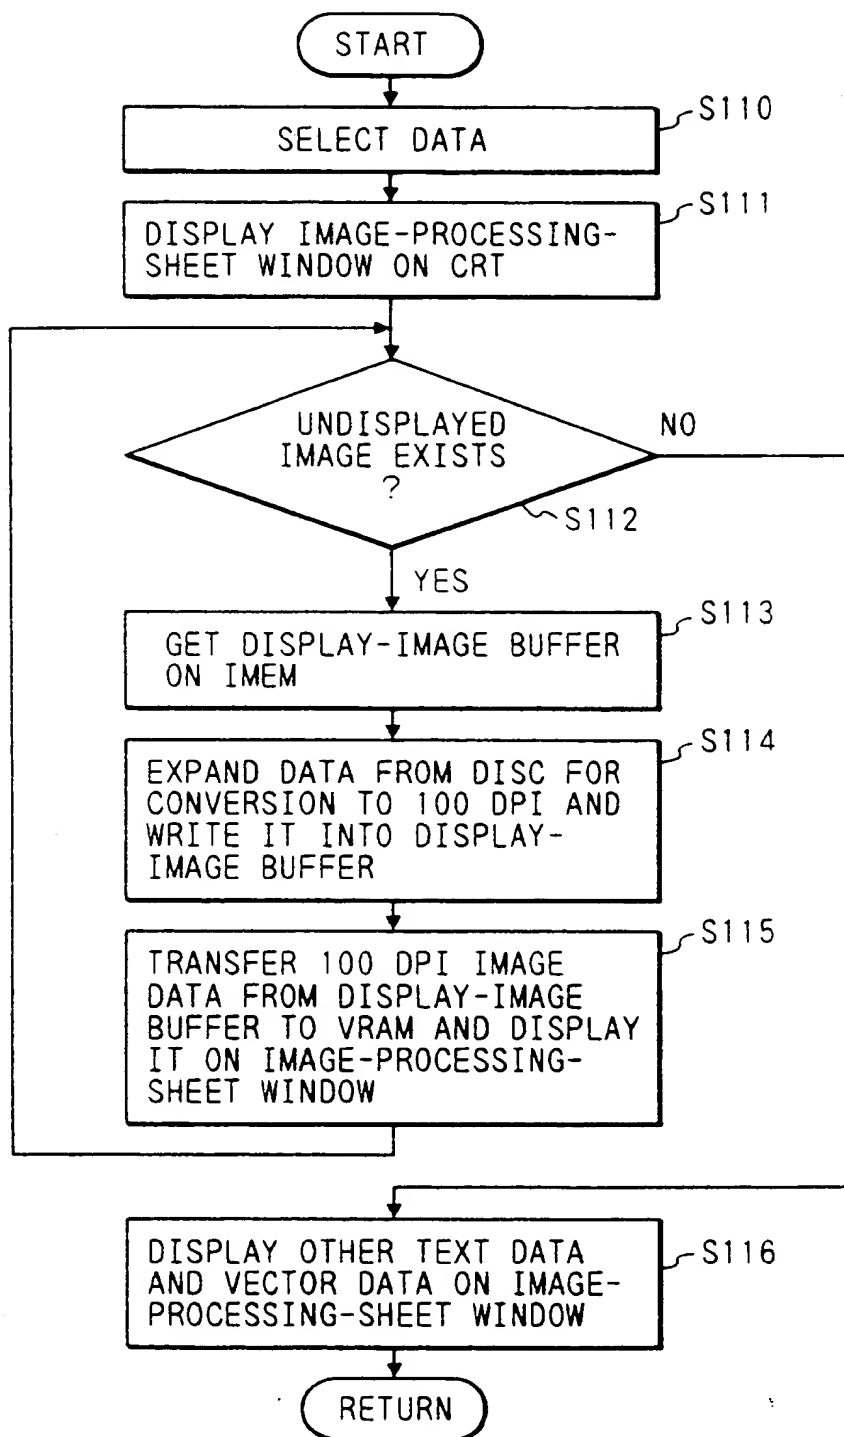 START
S110
SELECT DATA
S111
DISPLAY IMAGE-PROCESSING-
SHEET WINDOW ON CRT
UNDISPLAYED
IMAGE EXISTS
?
NO
S112
YES
S113
GET DISPLAY-IMAGE BUFFER
ON IMEM
S114
EXPAND DATA FROM DISC FOR
CONVERSION TO 100 DPI AND
WRITE IT INTO DISPLAY-
IMAGE BUFFER
S115
TRANSFER 100 DPI IMAGE
DATA FROM DISPLAY-IMAGE
BUFFER TO VRAM AND DISPLAY
IT ON IMAGE-PROCESSING-
SHEET WINDOW
S116
DISPLAY OTHER TEXT DATA
AND VECTOR DATA ON IMAGE-
PROCESSING-SHEET WINDOW
RETURN